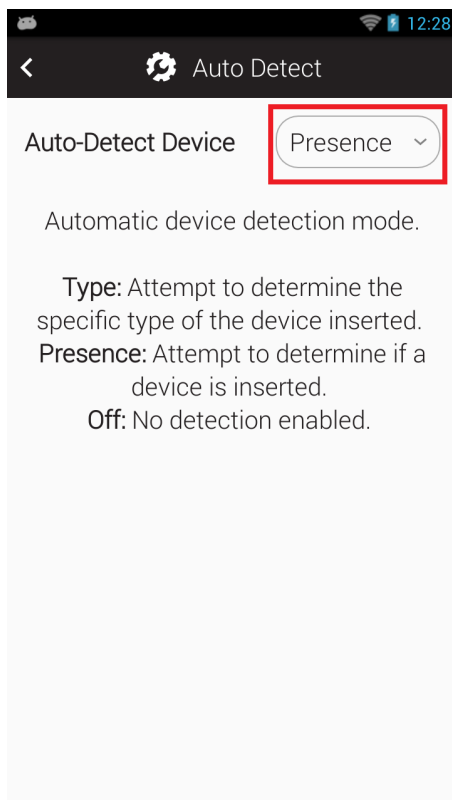 12:28
Auto Detect
Auto-Detect Device
Presence
Automatic device detection mode.
Type: Attempt to determine the
specific type of the device inserted.
Presence: Attempt to determine if a
device is inserted.
Off: No detection enabled.